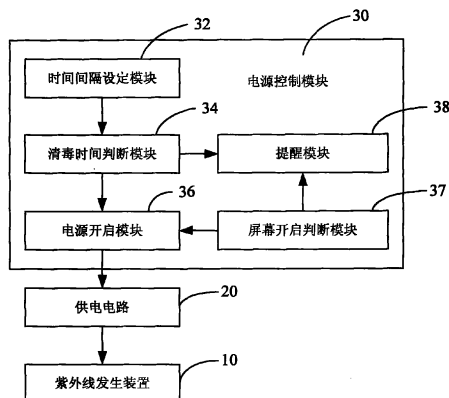 32
30
时间间隔设定模块
电源控制模块
34
38
清毒时间判断模块
提醒模块
36
37
电源开启模块
屏幕开启判断模块
20
供电电路
10
紫外线发生装置